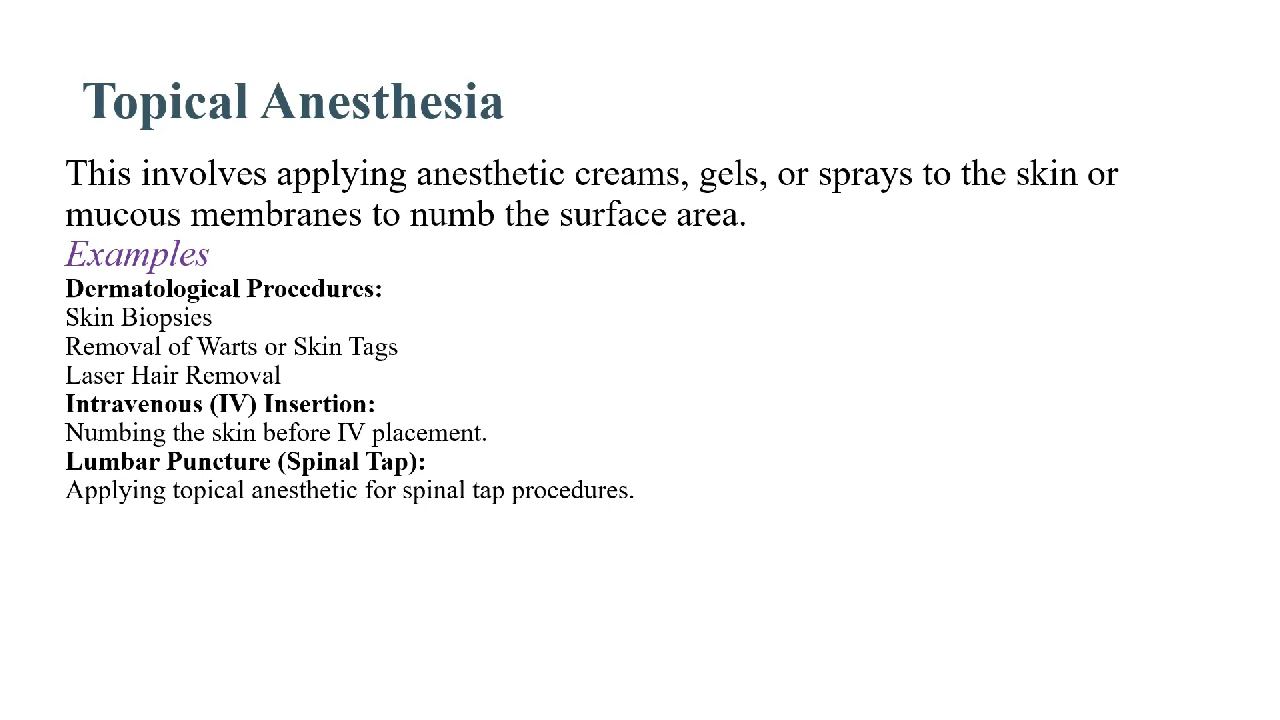 Topical Anesthesia
This involves applying anesthetic creams, gels, or sprays to the skin or
mucous membranes to numb the surface area.
Examples
Dermatological Procedures:
Skin Biopsies
Removal of Warts or Skin Tags
Laser Hair Removal
Intravenous (IV) Insertion:
Numbing the skin before IV placement.
Lumbar Puncture (Spinal Tap):
Applying topical anesthetic for spinal tap procedures.